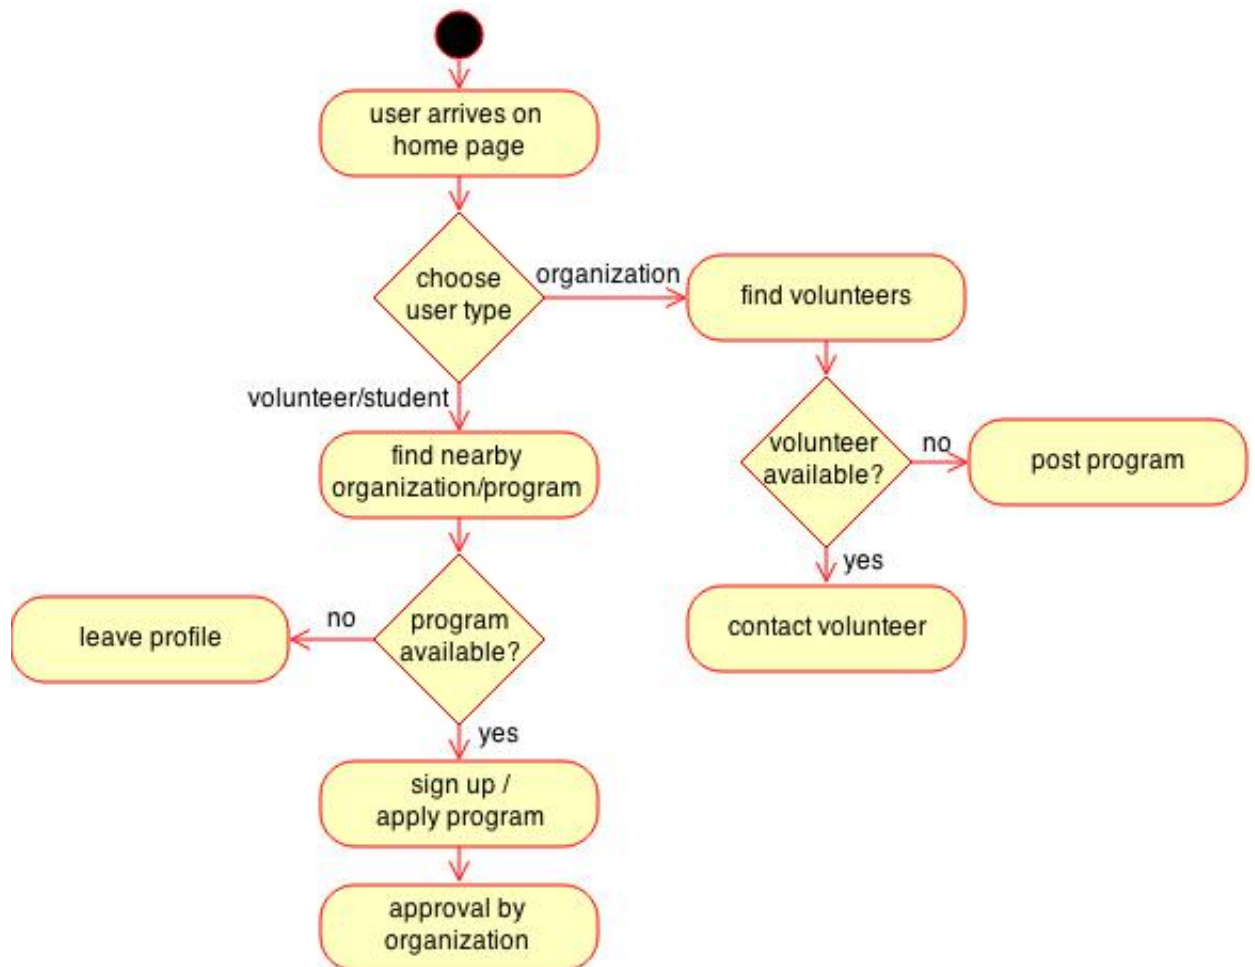 user arrives on
home page
choose
user type
organization
find volunteers
volunteer/student
find nearby
organization/program
volunteer
available?
no
post program
yes
contact volunteer
program
available?
no
leave profile
yes
sign up /
apply program
approval by
organization